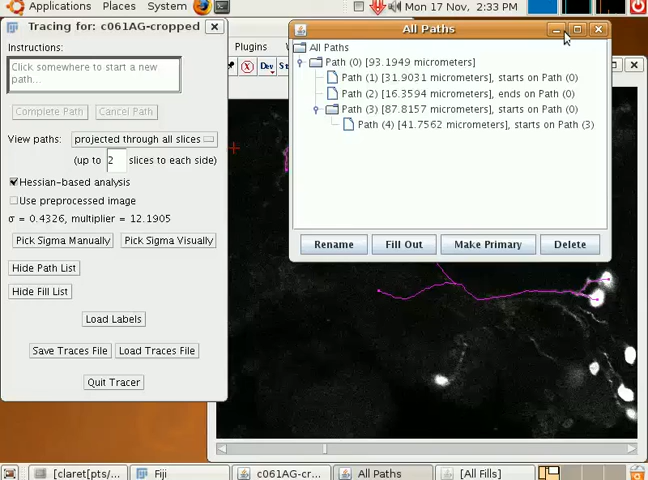 Applications Places System Mon 17 Nov, 2:33 PM
Tracing for: c061AG-cropped
Instructions:
Click somewhere to start a new
path...
Complete Path Cancel Path
View paths: projected through all slices
(up to 2 slices to each side)
Hessian-based analysis
Use preprocessed image
σ = 0.4326, multiplier = 12.1905
Pick Sigma Manually Pick Sigma Visually
Hide Path List
Hide Fill List
Load Labels
Save Traces File Load Traces File
Quit Tracer
Plugins
Dev
All Paths
All Paths
Path (0) [93.1949 micrometers]
Path (1) [31.9031 micrometers], starts on Path (0)
Path (2) [16.3594 micrometers], ends on Path (0)
Path (3) [87.8157 micrometers], starts on Path (0)
Path (4) [41.7562 micrometers], starts on Path (3)
Rename Fill Out Make Primary Delete
[claret[pts/... Fiji c061AG-cr... All Paths [All Fills]